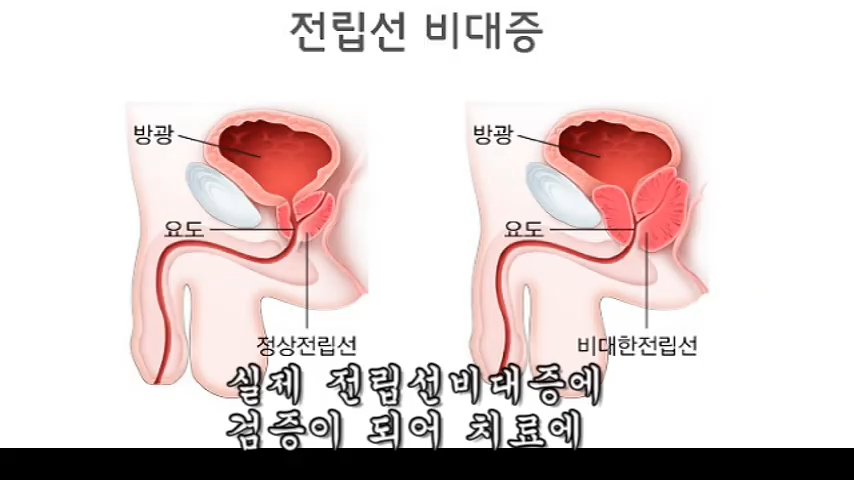 전립선 비대증
방광
방광
요도
요도
정상전립선
비대한전립선
실제 전립선비대증에
검증이 되어 치료에